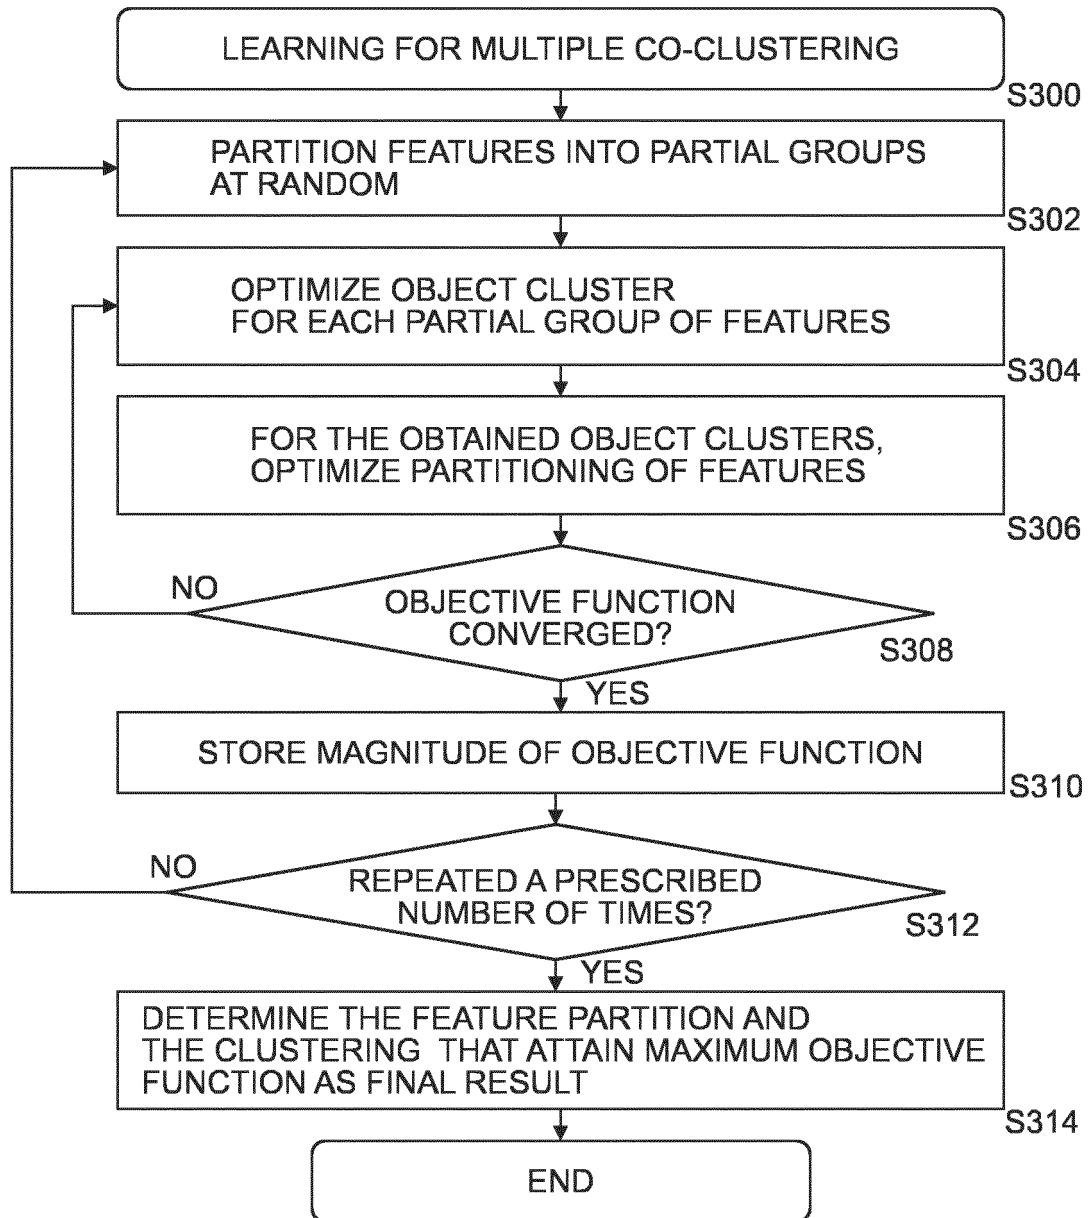 LEARNING FOR MULTIPLE CO-CLUSTERING
S300
PARTITION FEATURES INTO PARTIAL GROUPS
AT RANDOM
S302
OPTIMIZE OBJECT CLUSTER
FOR EACH PARTIAL GROUP OF FEATURES
S304
FOR THE OBTAINED OBJECT CLUSTERS,
OPTIMIZE PARTITIONING OF FEATURES
S306
NO
OBJECTIVE FUNCTION
CONVERGED?
S308
YES
STORE MAGNITUDE OF OBJECTIVE FUNCTION
S310
NO
REPEATED A PRESCRIBED
NUMBER OF TIMES?
S312
YES
DETERMINE THE FEATURE PARTITION AND
THE CLUSTERING THAT ATTAIN MAXIMUM OBJECTIVE
FUNCTION AS FINAL RESULT
S314
END